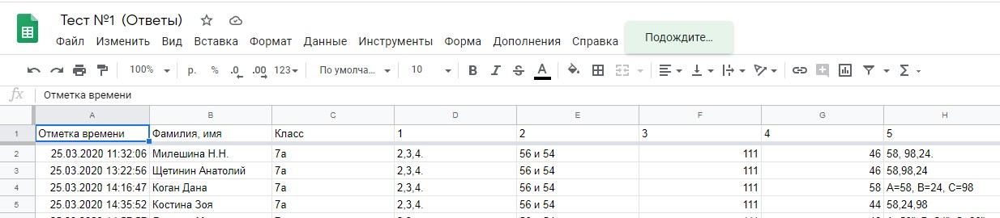 Тест №1 (Ответы)
Файл Изменить Вид Вставка Формат Данные Инструменты Форма Дополнения Справка Подождите…
100% р. % .0 .00 123 По умолча... 10 B I S A
fx Отметка времени
A B C D E F G H
1 Отметка времени Фамилия, имя Класс 1 2 3 4 5
2 25.03.2020 11:32:06 Милешина Н.Н. 7а 2,3,4. 56 и 54 111 46 58, 98,24.
3 25.03.2020 13:22:56 Щетинин Анатолий 7а 2,3,4. 56 и 54 111 46 58,98,24
4 25.03.2020 14:16:47 Коган Дана 7а 2,3,4. 56 и 54 111 58 A=58, B=24, C=98
5 25.03.2020 14:35:52 Костина Зоя 7а 2,3,4. 56 и 54 111 44 58,24,98